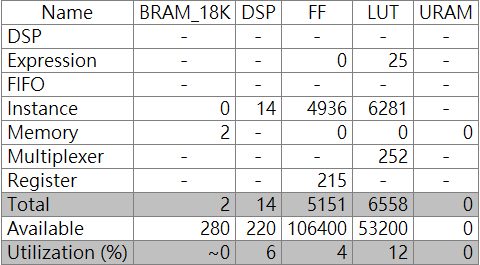 Name BRAM_18K DSP FF LUT URAM
DSP - - - - -
Expression - - 0 25 -
FIFO - - - - -
Instance 0 14 4936 6281 -
Memory 2 - 0 0 0
Multiplexer - - - 252 -
Register - - 215 - -
Total 2 14 5151 6558 0
Available 280 220 106400 53200 0
Utilization (%) ~0 6 4 12 0